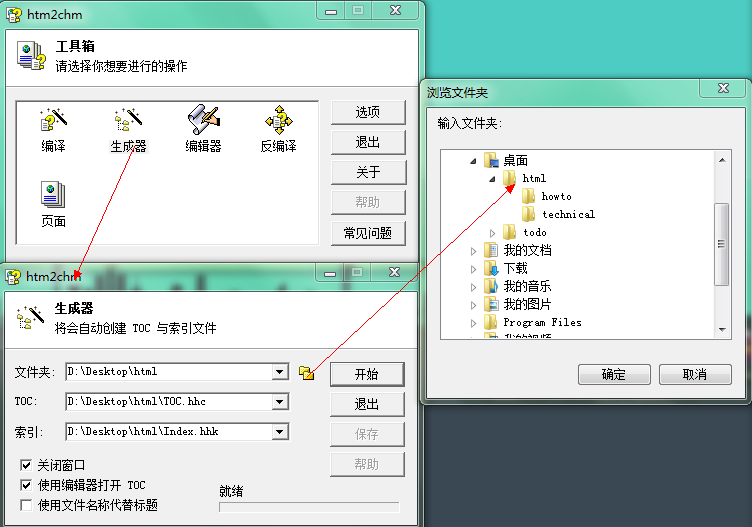 htm2chm
工具箱
请选择你想要进行的操作
编译
生成器
编辑器
反编译
页面
选项
退出
关于
帮助
常见问题
htm2chm
生成器
将会自动创建 TOC 与索引文件
文件夹: D:\Desktop\html
TOC: D:\Desktop\html\TOC.hhc
索引: D:\Desktop\html\Index.hhk
开始
退出
保存
帮助
关闭窗口
使用编辑器打开 TOC
使用文件名称代替标题
就绪
浏览文件夹
输入文件夹:
桌面
html
howto
technical
todo
我的文档
下载
我的音乐
我的图片
Program Files
确定
取消